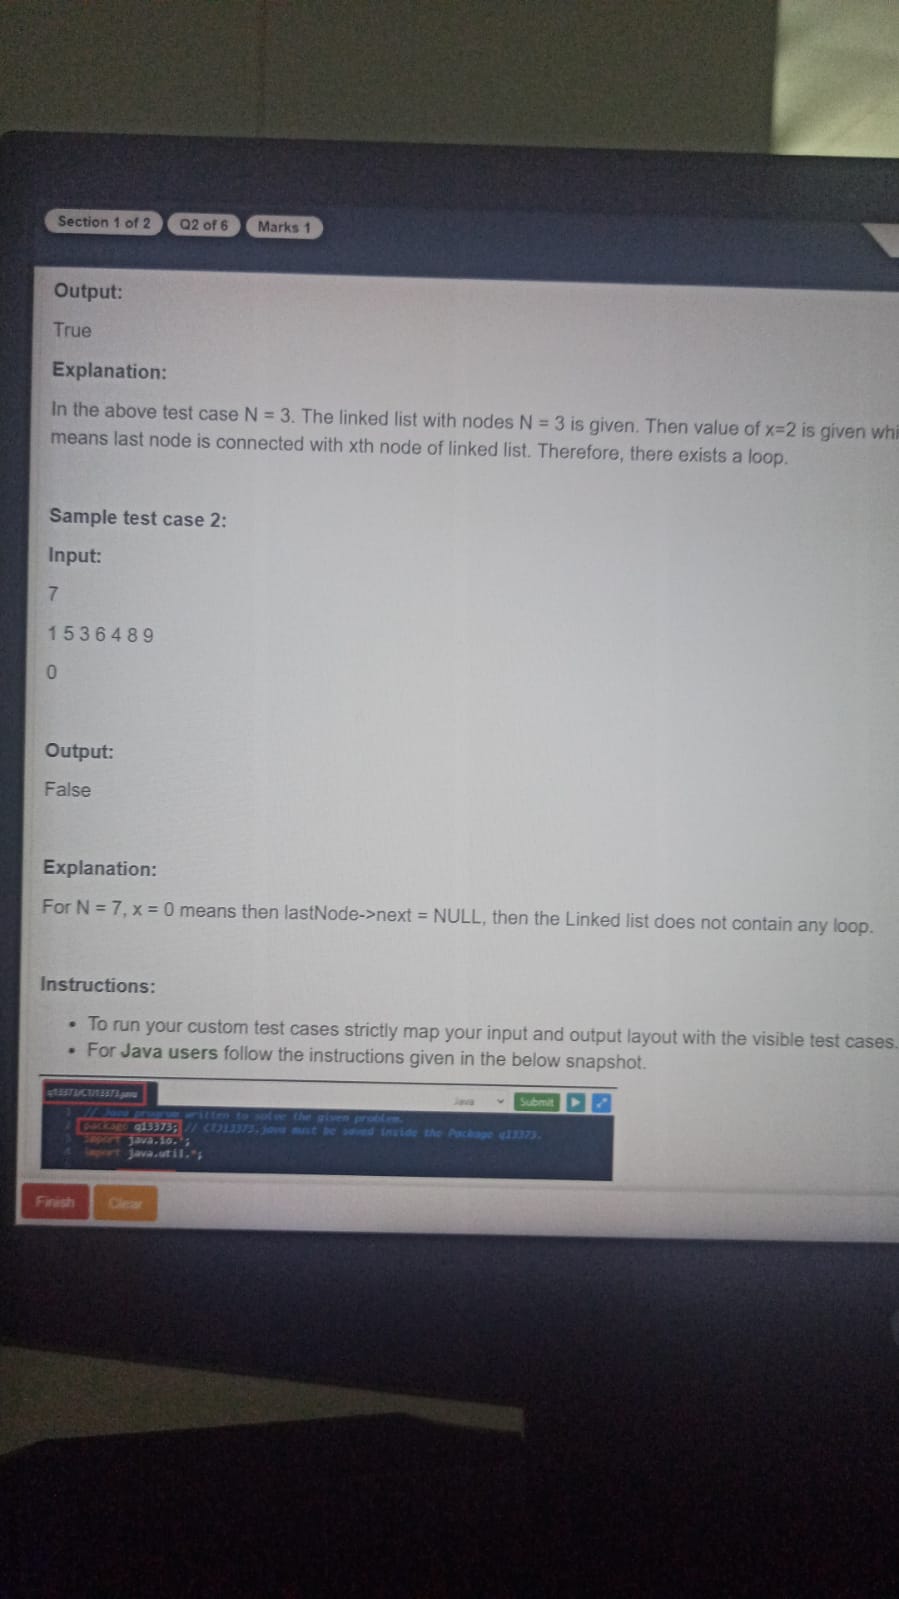 Section 1 of 2 Q2 of 6 Marks 1
Output:
True
Explanation:
In the above test case N = 3. The linked list with nodes N = 3 is given. Then value of x=2 is given whi
means last node is connected with xth node of linked list. Therefore, there exists a loop.
Sample test case 2:
Input:
7
1 5 3 6 4 8 9
0
Output:
False
Explanation:
For N = 7, x = 0 means then lastNode->next = NULL, then the Linked list does not contain any loop.
Instructions:
• To run your custom test cases strictly map your input and output layout with the visible test cases.
• For Java users follow the instructions given in the below snapshot.
q13373/CTJ13373.java
Java Submit
1 // Java program written to solve the given problem.
2 package q13373; // CTJ13373.java must be saved inside the Package q13373.
3 import java.io.*;
4 import java.util.*;
Finish Clear